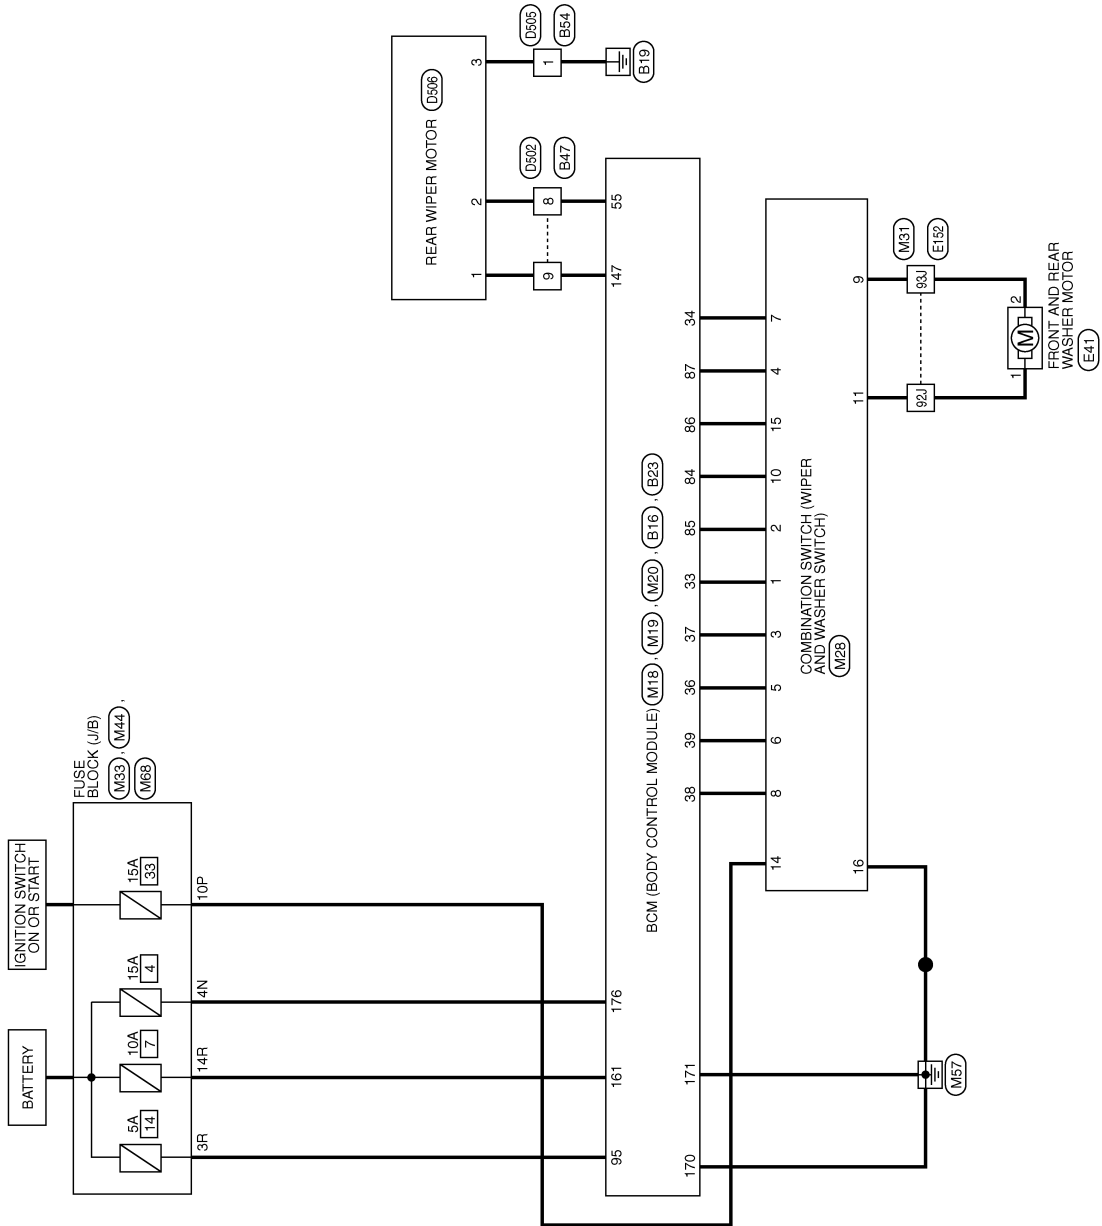 D505
B54
3
1
B19
D506
REAR WIPER MOTOR
D502
B47
2
8
55
1
9
147
M31
E152
9
93J
2
34
7
FRONT AND REAR
WASHER MOTOR
E41
M
87
4
1
11
92J
86
15
84
10
BCM (BODY CONTROL MODULE) M18 , M19 , M20 , B16 , B23
COMBINATION SWITCH (WIPER
AND WASHER SWITCH)
M28
85
2
33
1
37
3
36
5
39
6
38
8
14
16
FUSE
BLOCK (J/B)
M33 , M44 ,
M68
IGNITION SWITCH
ON OR START
15A
33
10P
15A
4
4N
176
BATTERY
10A
7
14R
161
171
M57
5A
14
3R
95
170